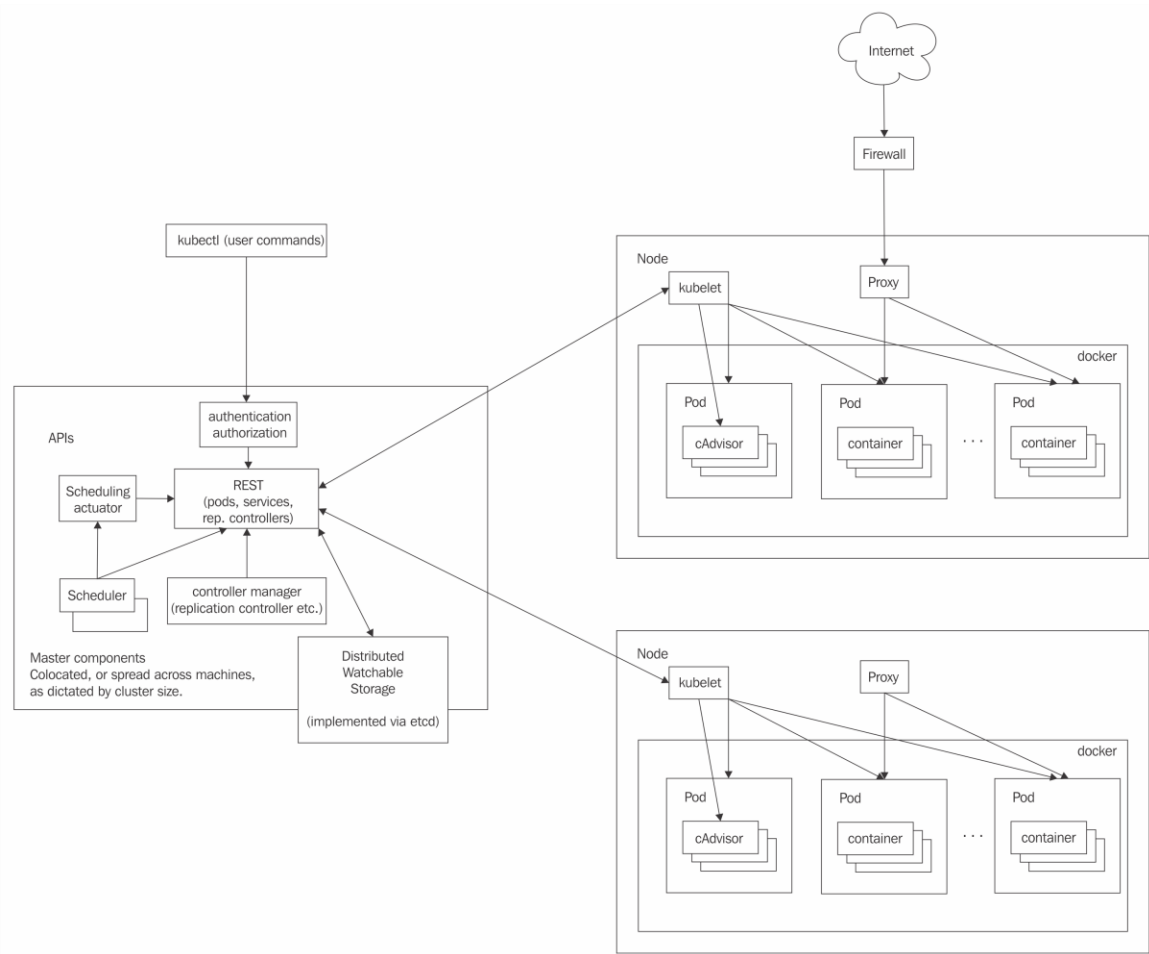 Internet
Firewall
kubectl (user commands)
Node
kubelet
Proxy
docker
Pod
cAdvisor
Pod
container
. . .
Pod
container
APIs
authentication
authorization
REST
(pods, services,
rep. controllers)
Scheduling
actuator
Scheduler
controller manager
(replication controller etc.)
Master components
Colocated, or spread across machines,
as dictated by cluster size.
Distributed
Watchable
Storage
(implemented via etcd)
Node
kubelet
Proxy
docker
Pod
cAdvisor
Pod
container
. . .
Pod
container